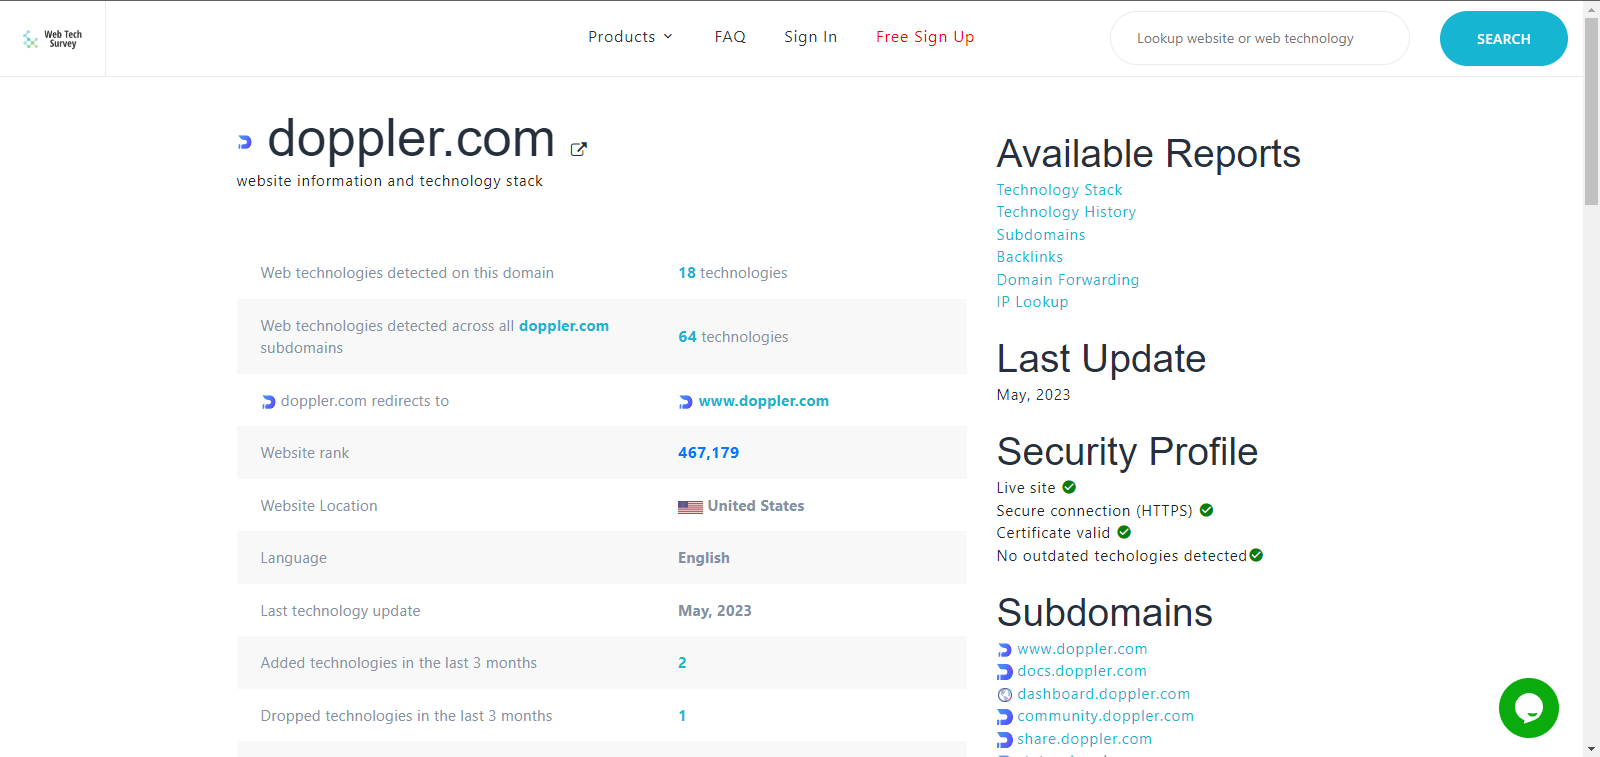 Web Tech
Survey
Products
FAQ
Sign In
Free Sign Up
Lookup website or web technology
SEARCH
doppler.com
website information and technology stack
Web technologies detected on this domain
18 technologies
Web technologies detected across all doppler.com
subdomains
64 technologies
doppler.com redirects to
www.doppler.com
Website rank
467,179
Website Location
United States
Language
English
Last technology update
May, 2023
Added technologies in the last 3 months
2
Dropped technologies in the last 3 months
1
Available Reports
Technology Stack
Technology History
Subdomains
Backlinks
Domain Forwarding
IP Lookup
Last Update
May, 2023
Security Profile
Live site
Secure connection (HTTPS)
Certificate valid
No outdated techologies detected
Subdomains
www.doppler.com
docs.doppler.com
dashboard.doppler.com
community.doppler.com
share.doppler.com